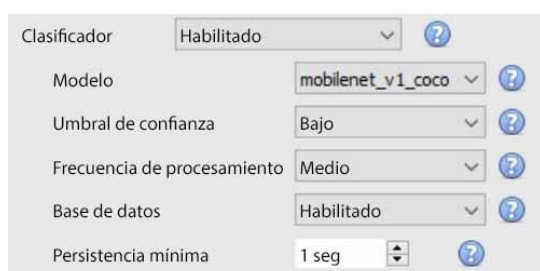 Clasificador Habilitado
Modelo mobilenet_v1_coco
Umbral de confianza Bajo
Frecuencia de procesamiento Medio
Base de datos Habilitado
Persistencia mínima 1 seg